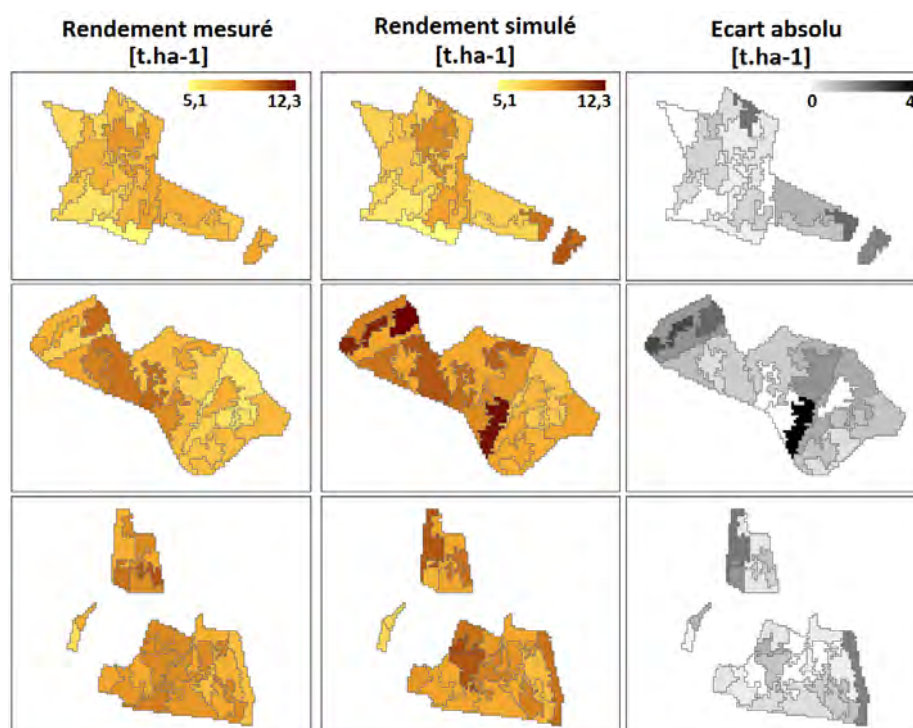 Rendement mesuré
[t.ha-1]
Rendement simulé
[t.ha-1]
Ecart absolu
[t.ha-1]
5,1 12,3
5,1 12,3
0 4